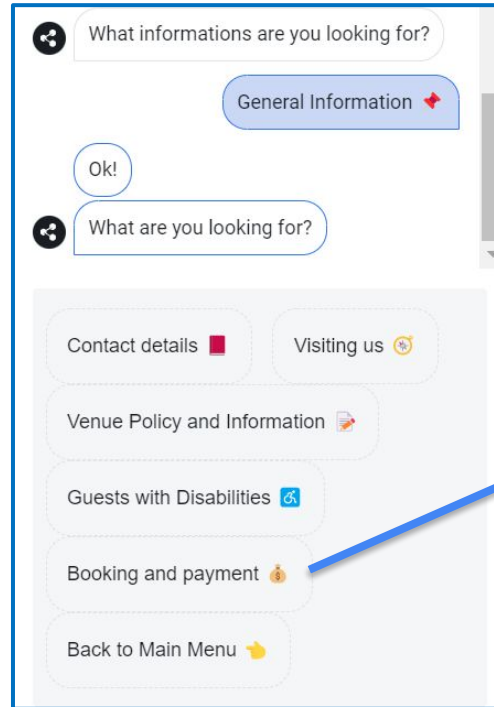 What informations are you looking for?
General Information 📌
Ok!
What are you looking for?
Contact details 📕
Visiting us 🧭
Venue Policy and Information 📝
Guests with Disabilities ♿
Booking and payment 💰
Back to Main Menu 👈